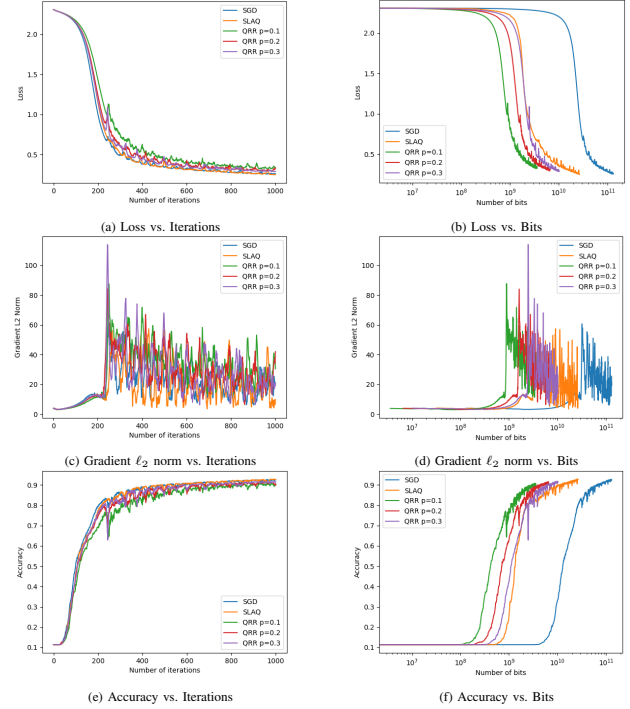 SGD
SLAQ
QRR p=0.1
QRR p=0.2
QRR p=0.3
2.0
1.5
1.0
0.5
Loss
0 200 400 600 800 1000
Number of iterations
(a) Loss vs. Iterations
2.0
1.5
1.0
0.5
Loss
SGD
SLAQ
QRR p=0.1
QRR p=0.2
QRR p=0.3
10^7 10^8 10^9 10^10 10^11
Number of bits
(b) Loss vs. Bits
SGD
SLAQ
QRR p=0.1
QRR p=0.2
QRR p=0.3
100
80
60
40
20
0
Gradient L2 Norm
0 200 400 600 800 1000
Number of iterations
(c) Gradient ℓ2 norm vs. Iterations
SGD
SLAQ
QRR p=0.1
QRR p=0.2
QRR p=0.3
100
80
60
40
20
0
Gradient L2 Norm
10^7 10^8 10^9 10^10 10^11
Number of bits
(d) Gradient ℓ2 norm vs. Bits
0.9
0.8
0.7
0.6
0.5
0.4
0.3
0.2
0.1
Accuracy
SGD
SLAQ
QRR p=0.1
QRR p=0.2
QRR p=0.3
0 200 400 600 800 1000
Number of iterations
(e) Accuracy vs. Iterations
SGD
SLAQ
QRR p=0.1
QRR p=0.2
QRR p=0.3
0.9
0.8
0.7
0.6
0.5
0.4
0.3
0.2
0.1
Accuracy
10^7 10^8 10^9 10^10 10^11
Number of bits
(f) Accuracy vs. Bits